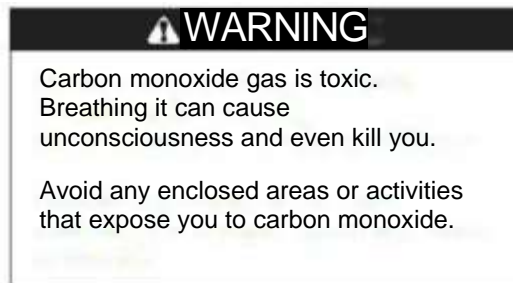 WARNING
Carbon monoxide gas is toxic.
Breathing it can cause
unconsciousness and even kill you.
Avoid any enclosed areas or activities
that expose you to carbon monoxide.